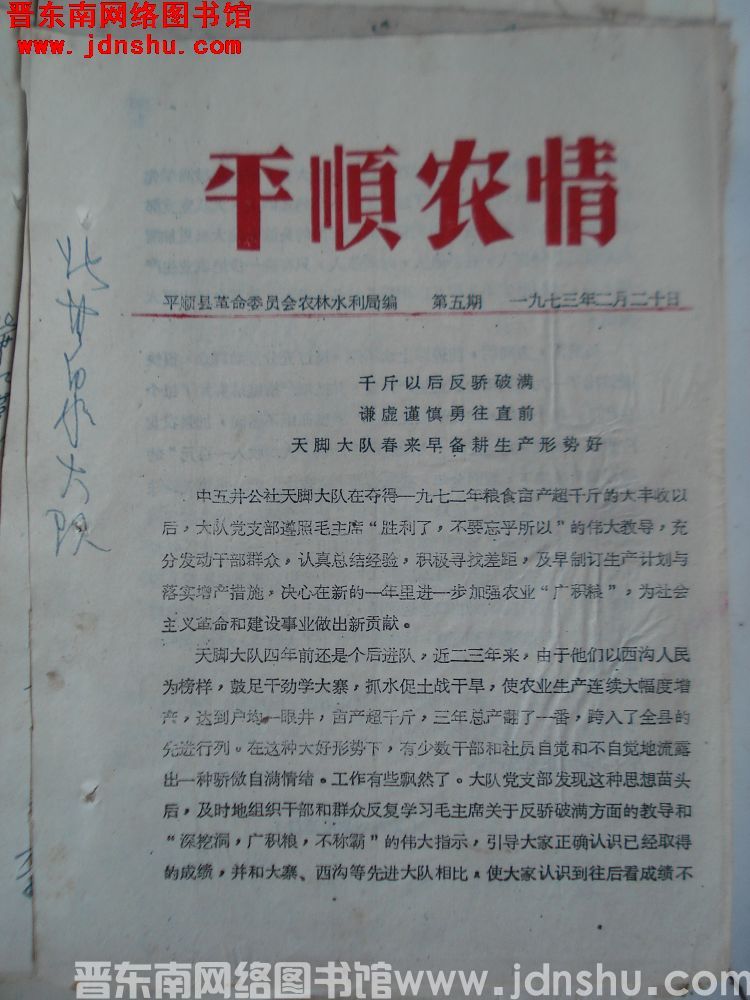 晋东南网络图书馆
www.jdnshu.com
平順农情
平顺县革命委员会农林水利局编 第五期 一九七三年二月二十日
千斤以后反骄破满
谦虚谨慎勇往直前
天脚大队春来早备耕生产形势好
中五井公社天脚大队在夺得一九七二年粮食亩产超千斤的大丰收以
后，大队党支部遵照毛主席“胜利了，不要忘乎所以”的伟大教导，充
分发动干部群众，认真总结经验，积极寻找差距，及早制订生产计划与
落实增产措施，决心在新的一年里进一步加强农业“广积粮”，为社会
主义革命和建设事业做出新贡献。
天脚大队四年前还是个后进队，近二三年来，由于他们以西沟人民
为榜样，鼓足干劲学大寨，抓水促土战干旱，使农业生产连续大幅度增
产，达到户均一眼井，亩产超千斤，三年总产翻了一番，跨入了全县的
先进行列。在这种大好形势下，有少数干部和社员自觉和不自觉地流露
出一种骄傲自满情绪。工作有些飘然了。大队党支部发现这种思想苗头
后，及时地组织干部和群众反复学习毛主席关于反骄破满方面的教导和
“深挖洞，广积粮，不称霸”的伟大指示，引导大家正确认识已经取得
的成绩，并和大寨、西沟等先进大队相比。使大家认识到往后看成绩不
大队
晋东南网络图书馆www.jdnshu.com